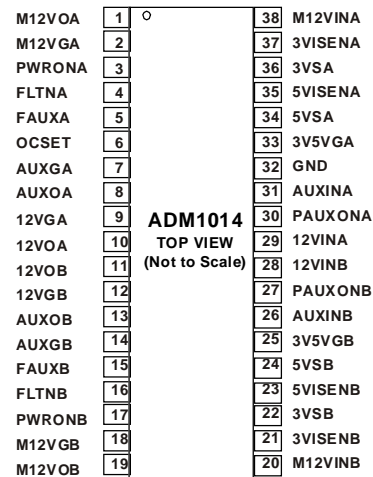 M12VOA 1 38 M12VINA
M12VGA 2 37 3VISENA
PWRONA 3 36 3VSA
FLTNA 4 35 5VISENA
FAUXA 5 34 5VSA
OCSET 6 33 3V5VGA
AUXGA 7 32 GND
AUXOA 8 31 AUXINA
12VGA 9 ADM1014 30 PAUXONA
12VOA 10 TOP VIEW 29 12VINA
12VOB 11 (Not to Scale) 28 12VINB
12VGB 12 27 PAUXONB
AUXOB 13 26 AUXINB
AUXGB 14 25 3V5VGB
FAUXB 15 24 5VSB
FLTNB 16 23 5VISENB
PWRONB 17 22 3VSB
M12VGB 18 21 3VISENB
M12VOB 19 20 M12VINB